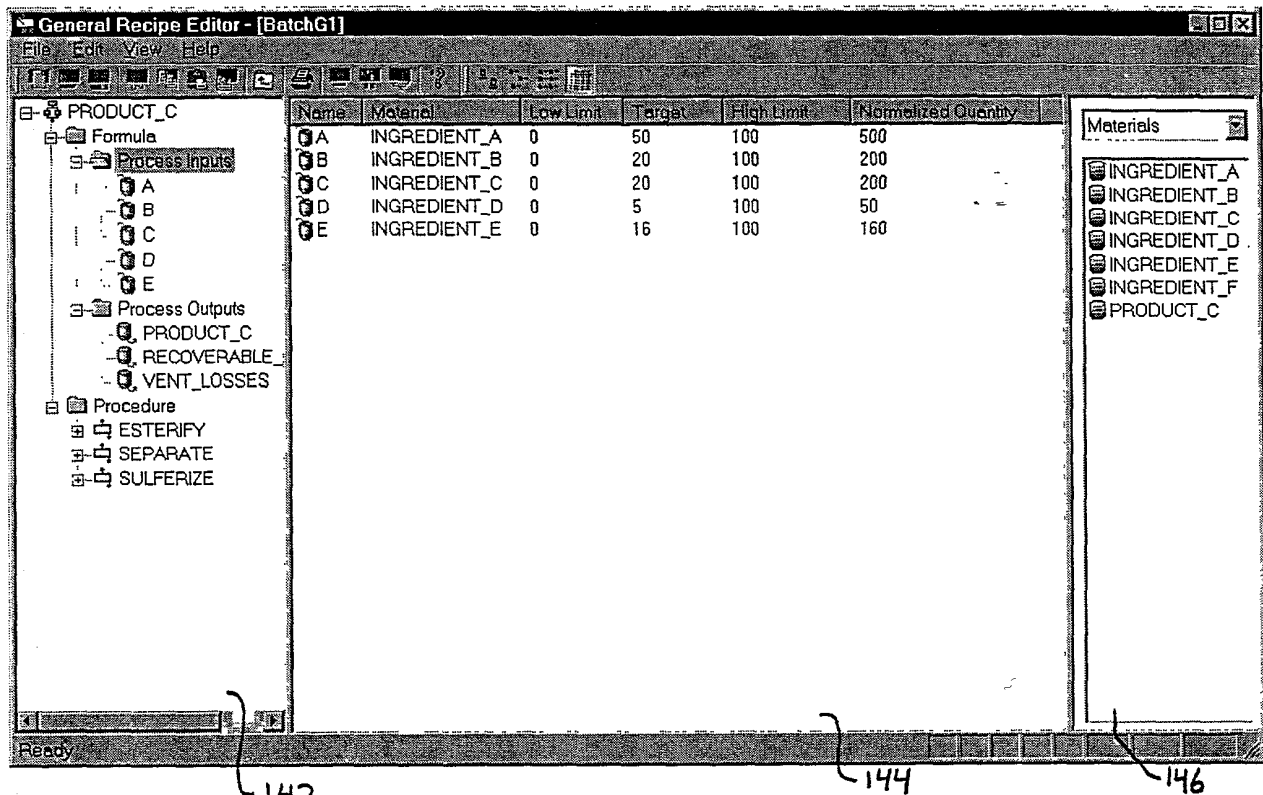 General Recipe Editor - [BatchG1]
File Edit View Help
PRODUCT_C
Formula
Process Inputs
A
B
C
D
E
Process Outputs
PRODUCT_C
RECOVERABLE_
VENT_LOSSES
Procedure
ESTERIFY
SEPARATE
SULFERIZE
Name Material Low Limit Target High Limit Normalized Quantity
A INGREDIENT_A 0 50 100 500
B INGREDIENT_B 0 20 100 200
C INGREDIENT_C 0 20 100 200
D INGREDIENT_D 0 5 100 50
E INGREDIENT_E 0 16 100 160
Materials
INGREDIENT_A
INGREDIENT_B
INGREDIENT_C
INGREDIENT_D
INGREDIENT_E
INGREDIENT_F
PRODUCT_C
Ready
142
144
146